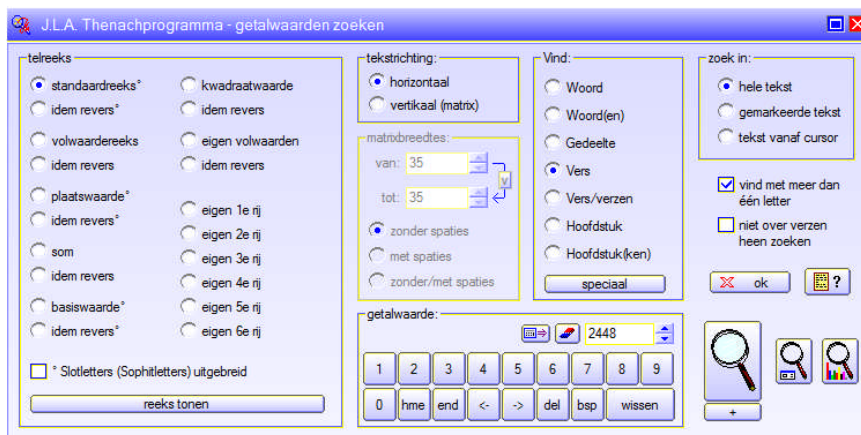 J.L.A. Thenachprogramma - getalwaarden zoeken
telreeks
standaardreeks°
idem revers°
volwaardereeks
idem revers
plaatswaarde°
idem revers°
som
idem revers
basiswaarde°
idem revers°
kwadraatwaarde
idem revers
eigen volwaarden
idem revers
eigen 1e rij
eigen 2e rij
eigen 3e rij
eigen 4e rij
eigen 5e rij
eigen 6e rij
° Slotletters (Sophitletters) uitgebreid
reeks tonen
tekstrichting:
horizontaal
vertikaal (matrix)
matrixbreedtes:
van: 35
v
tot: 35
zonder spaties
met spaties
zonder/met spaties
Vind:
Woord
Woord(en)
Gedeelte
Vers
Vers/verzen
Hoofdstuk
Hoofdstuk(ken)
speciaal
getalwaarde:
2448
1 2 3 4 5 6 7 8 9
0 hme end <- -> del bsp wissen
zoek in:
hele tekst
gemarkeerde tekst
tekst vanaf cursor
vind met meer dan
één letter
niet over verzen
heen zoeken
ok ?
+